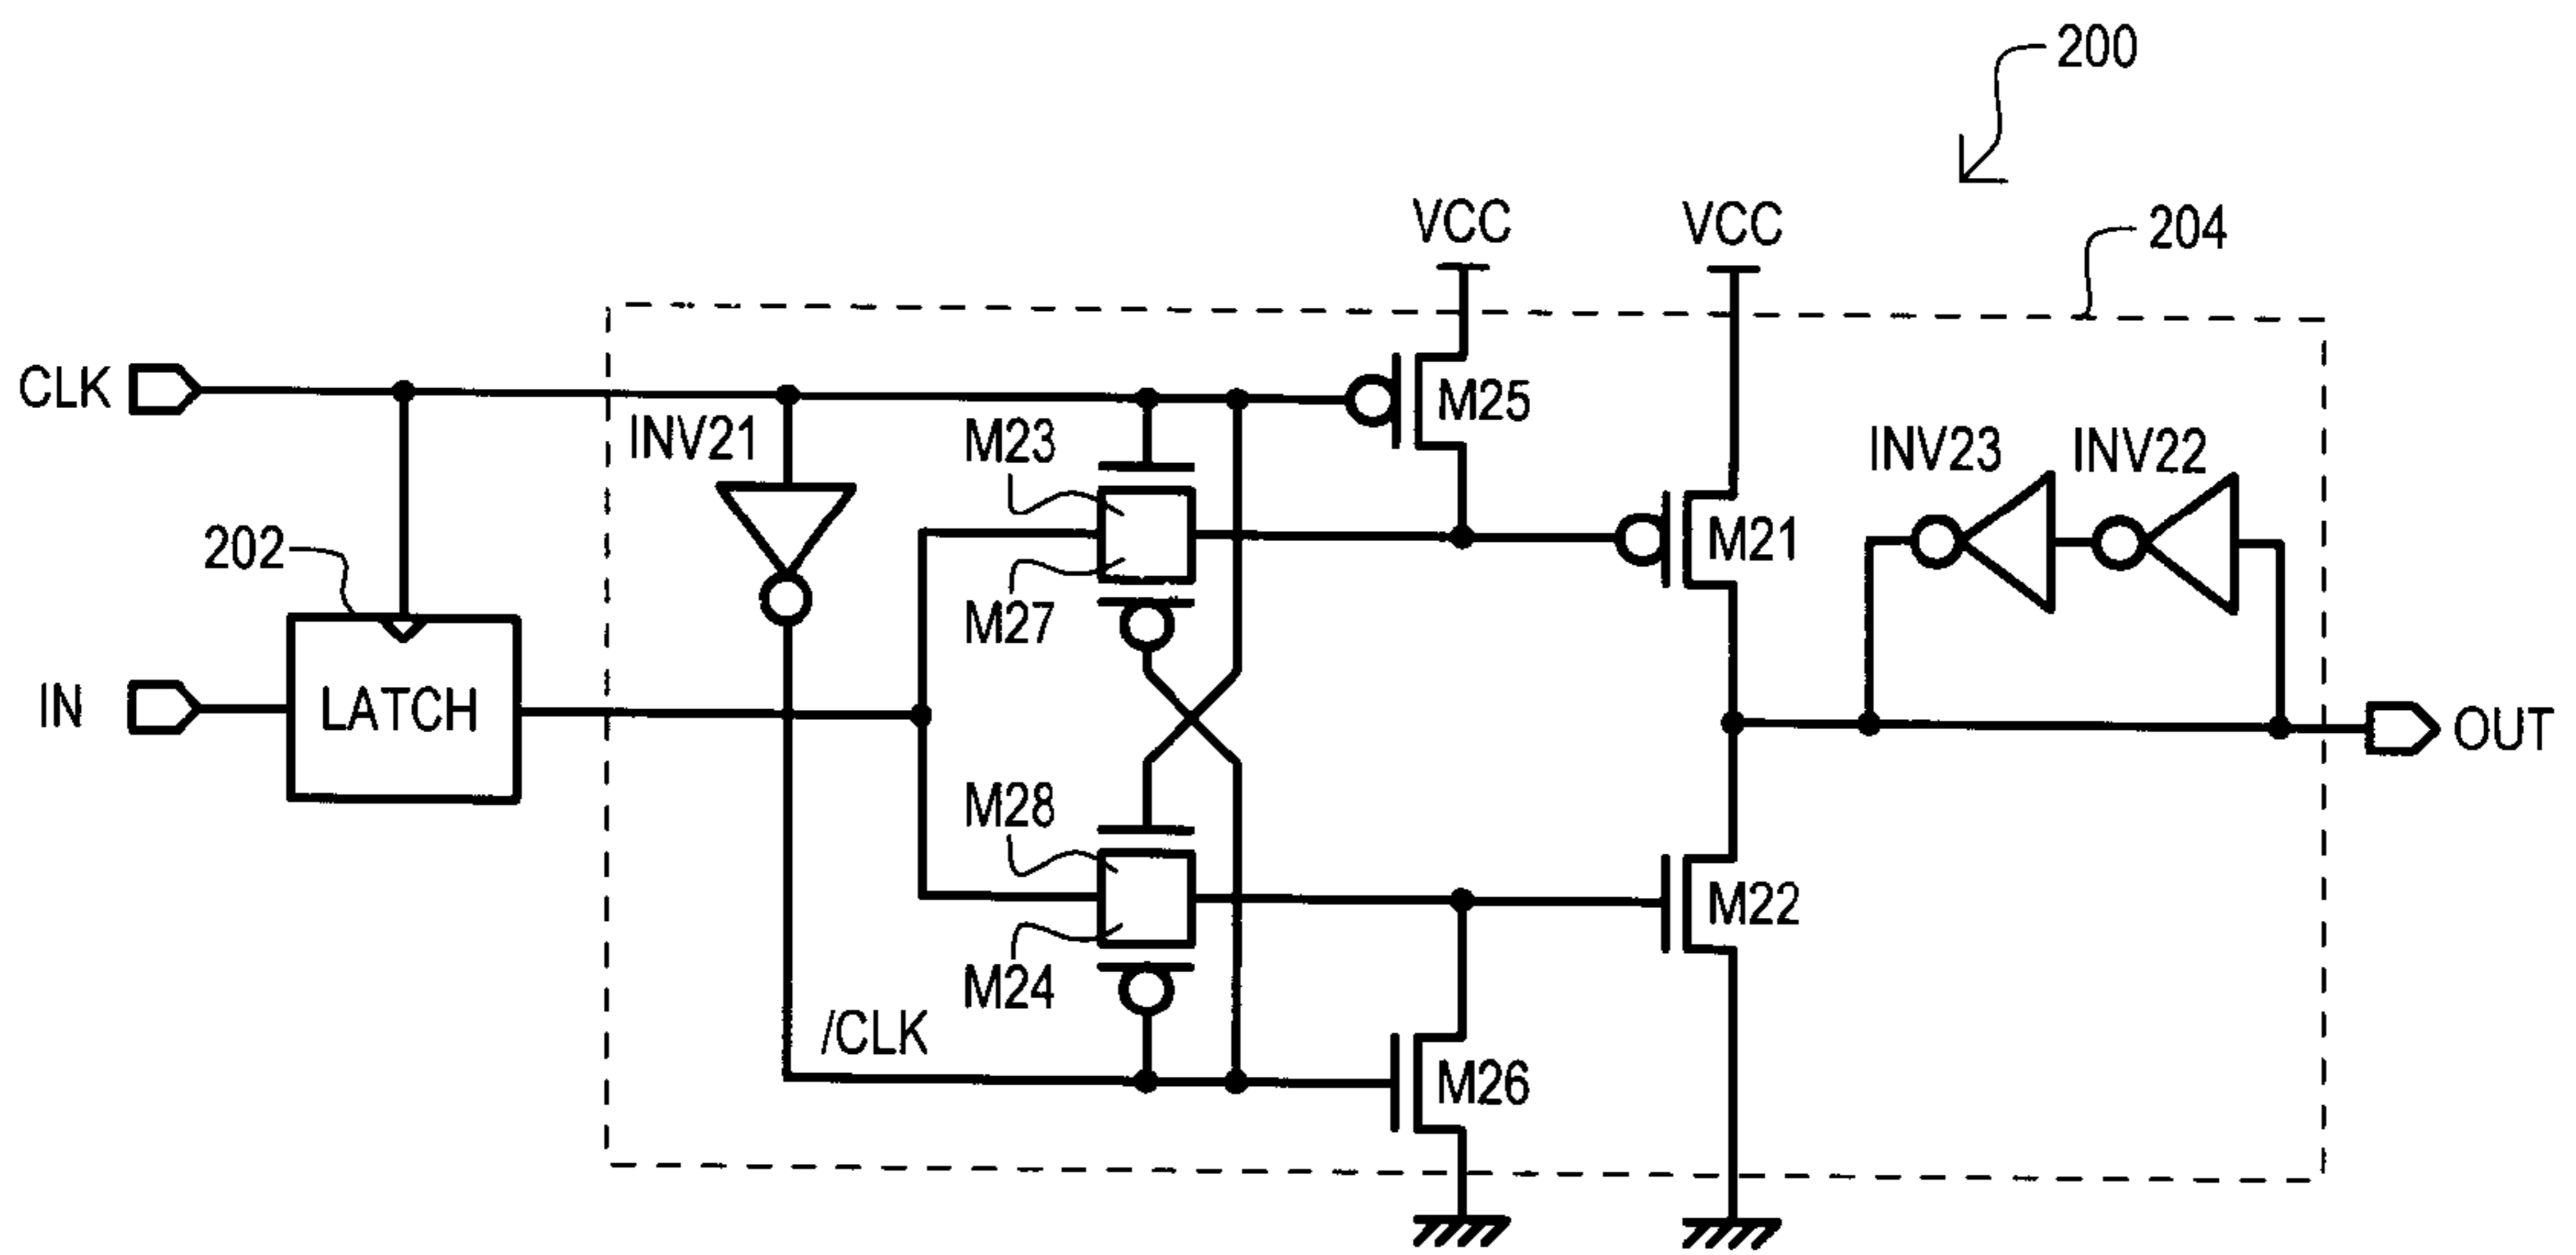 200
VCC
VCC
204
CLK
INV21
M23
M25
INV23
INV22
M21
202
M27
IN
LATCH
OUT
M28
M22
M24
/CLK
M26